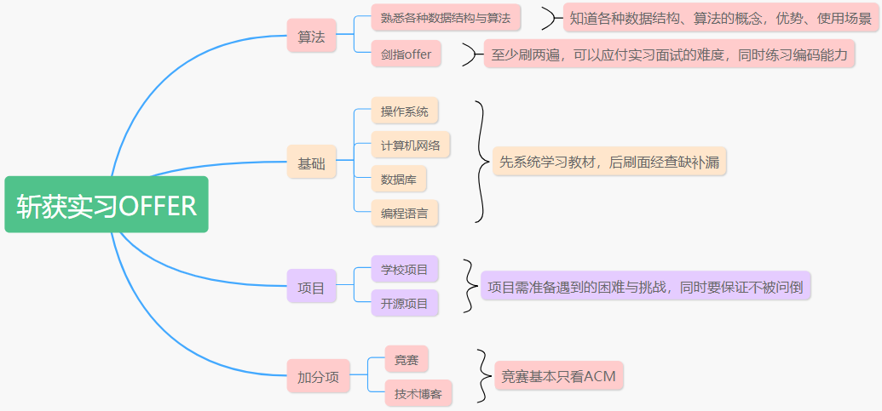 斩获实习OFFER
算法
熟悉各种数据结构与算法
知道各种数据结构、算法的概念，优势、使用场景
剑指offer
至少刷两遍，可以应付实习面试的难度，同时练习编码能力
基础
操作系统
计算机网络
数据库
编程语言
先系统学习教材，后刷面经查缺补漏
项目
学校项目
开源项目
项目需准备遇到的困难与挑战，同时要保证不被问倒
加分项
竞赛
技术博客
竞赛基本只看ACM